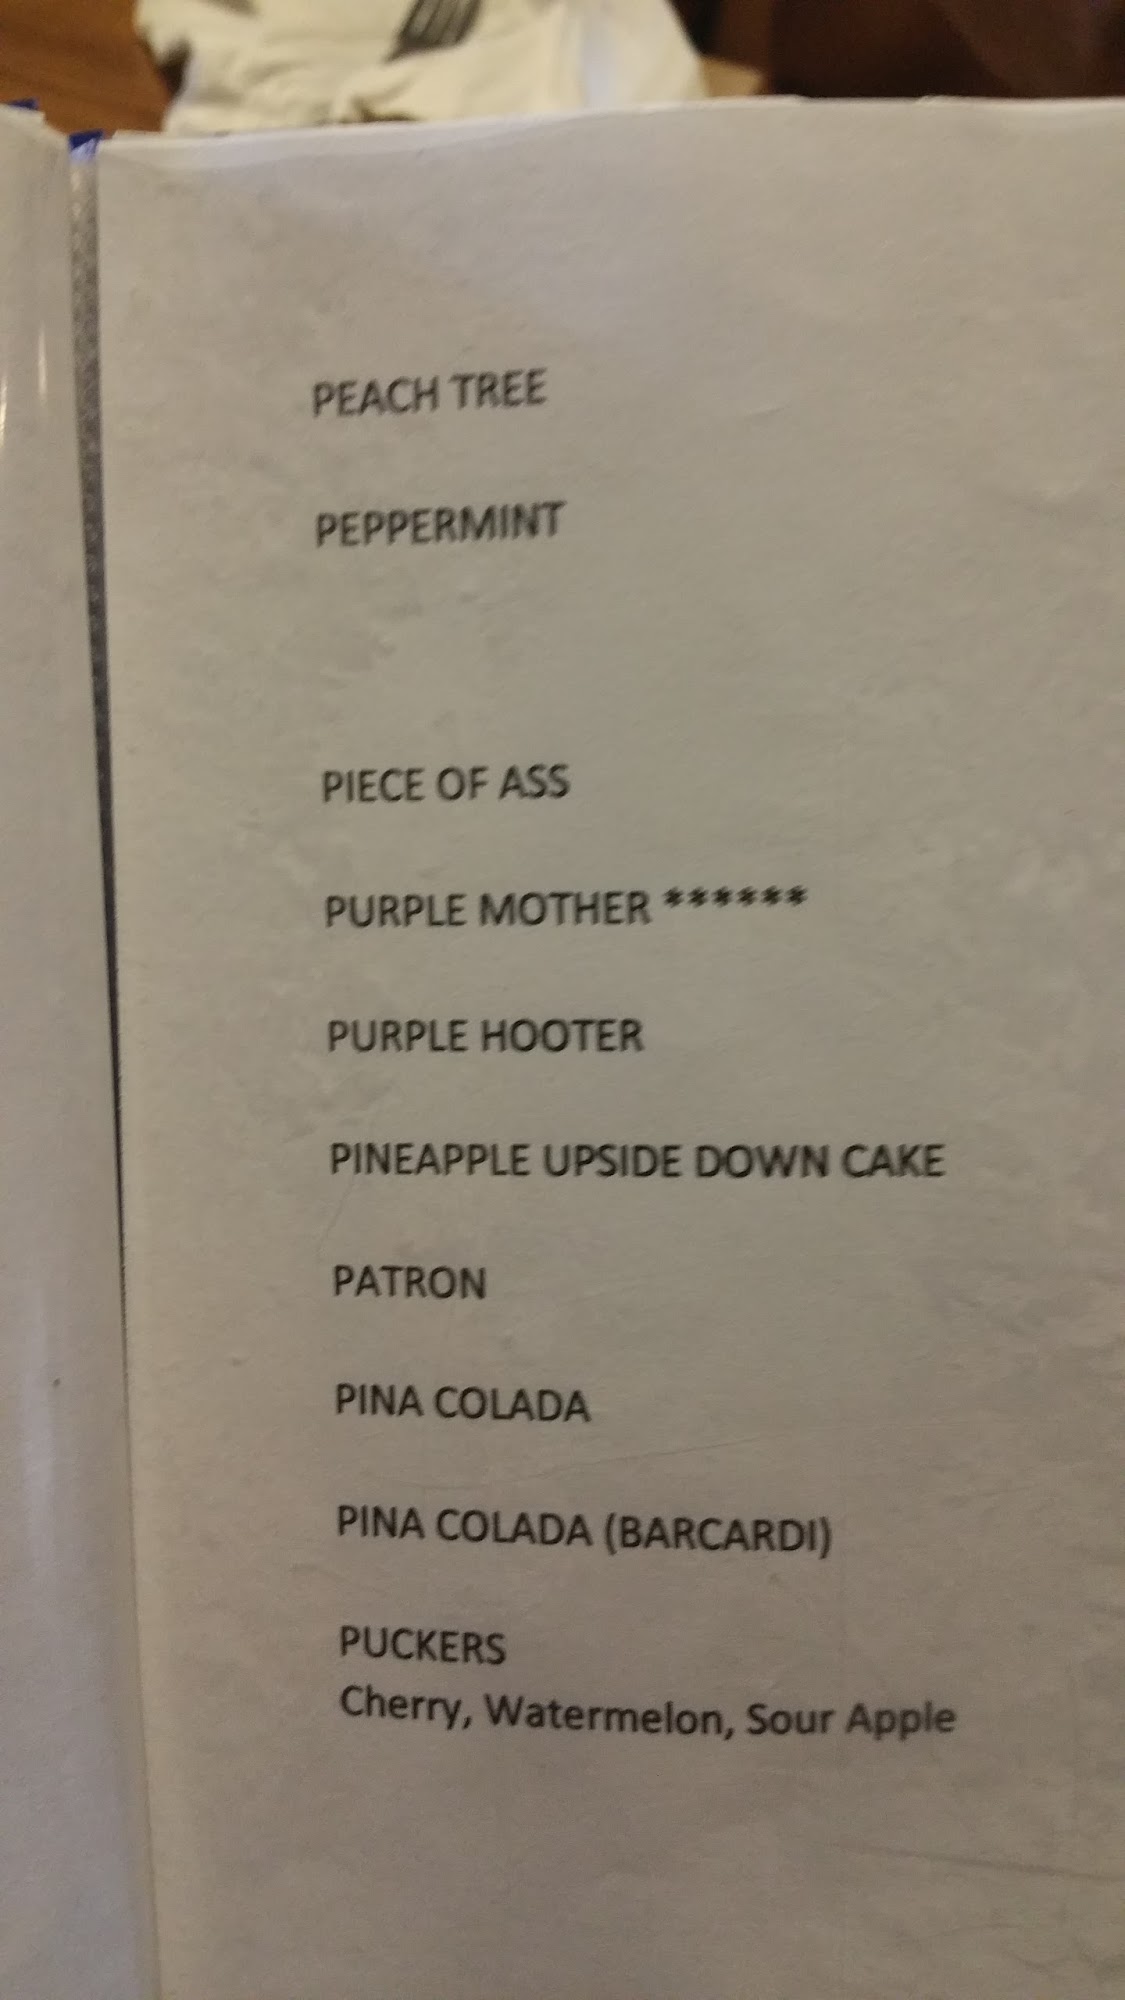 PEACH TREE
PEPPERMINT
PIECE OF ASS
PURPLE MOTHER ******
PURPLE HOOTER
PINEAPPLE UPSIDE DOWN CAKE
PATRON
PINA COLADA
PINA COLADA (BARCARDI)
PUCKERS
Cherry, Watermelon, Sour Apple